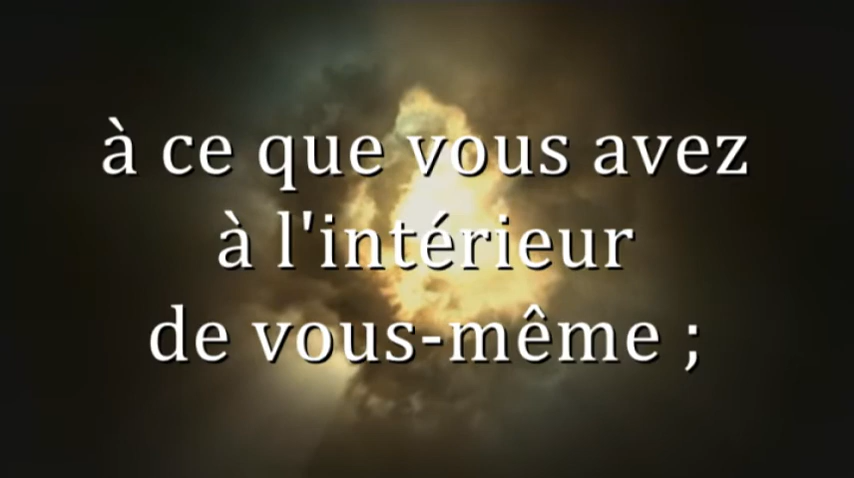 à ce que vous avez
à l'intérieur
de vous-même ;